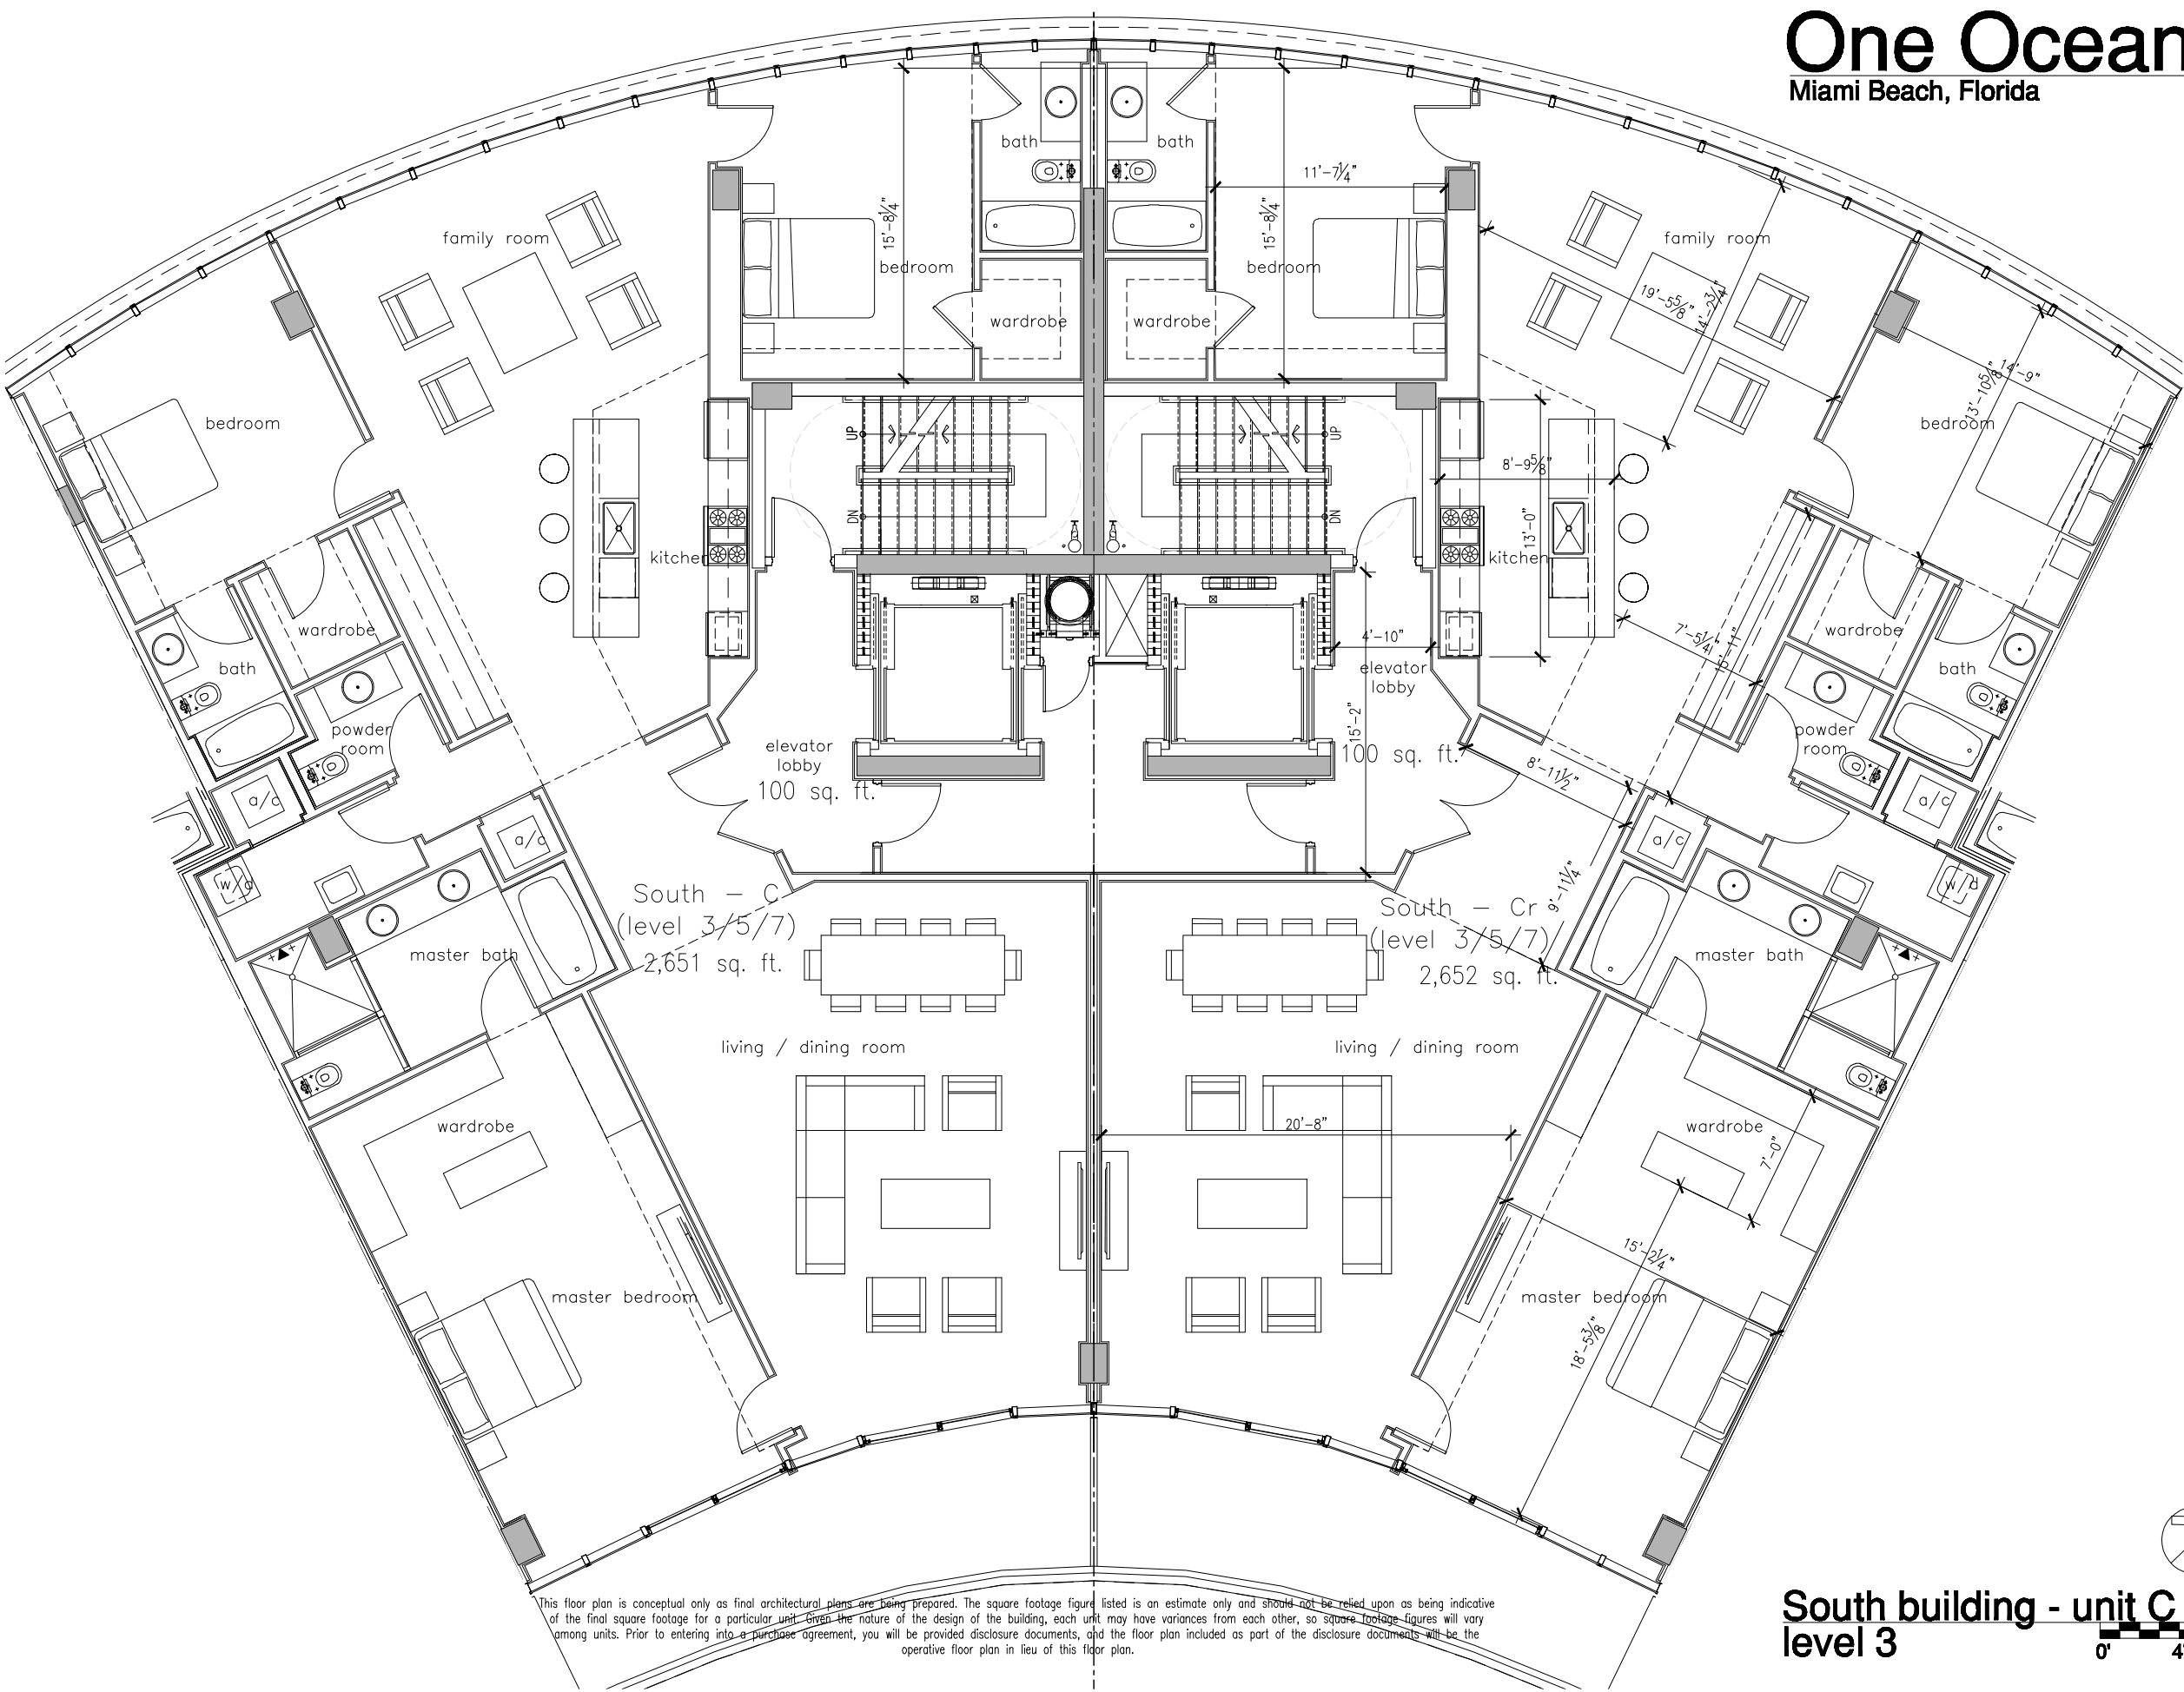 One Ocean
Miami Beach, Florida
bath
bath
11'-7¼"
15'-8¼"
15'-8¼"
family room
family room
bedroom
bedroom
19'-5⅝"
14'-2¾"
wardrobe
wardrobe
14'-9"
13'-10⅝"
bedroom
bedroom
UP
UP
8'-9⅝"
DN
DN
13'-0"
kitchen
kitchen
wardrobe
wardrobe
4'-10"
7'-5¼"
bath
elevator
lobby
bath
15'-2"
powder
room
powder
room
elevator
lobby
100 sq. ft.
100 sq. ft.
8'-11½"
a/c
a/c
a/c
a/c
w/d
w/d
9'-11¼"
South - C
(level 3/5/7)
2,651 sq. ft.
South - Cr
(level 3/5/7)
2,652 sq. ft.
master bath
master bath
living / dining room
living / dining room
wardrobe
20'-8"
wardrobe
7'-0"
15'-2¼"
master bedroom
master bedroom
18'-5⅜"
This floor plan is conceptual only as final architectural plans are being prepared. The square footage figure listed is an estimate only and should not be relied upon as being indicative
of the final square footage for a particular unit. Given the nature of the design of the building, each unit may have variances from each other, so square footage figures will vary
among units. Prior to entering into a purchase agreement, you will be provided disclosure documents, and the floor plan included as part of the disclosure documents will be the
operative floor plan in lieu of this floor plan.
South building - unit C
level 3
0'
4'